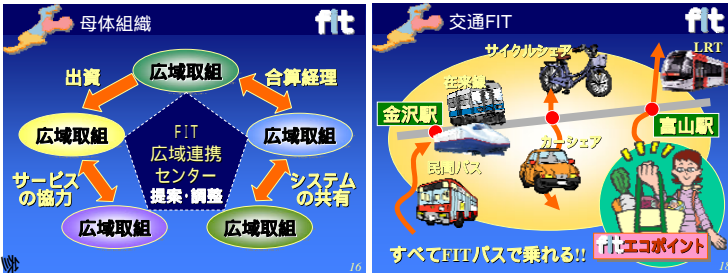 母体組織
fit
広域取組
出資
合算経理
広域取組
FIT
広域連携
センター
提案・調整
広域取組
サービス
の協力
システム
の共有
広域取組
広域取組
16
交通FIT
fit
サイクルシェア
LRT
在来線
金沢駅
富山駅
カーシェア
民間バス
fitエコポイント
すべてFITパスで乗れる!!